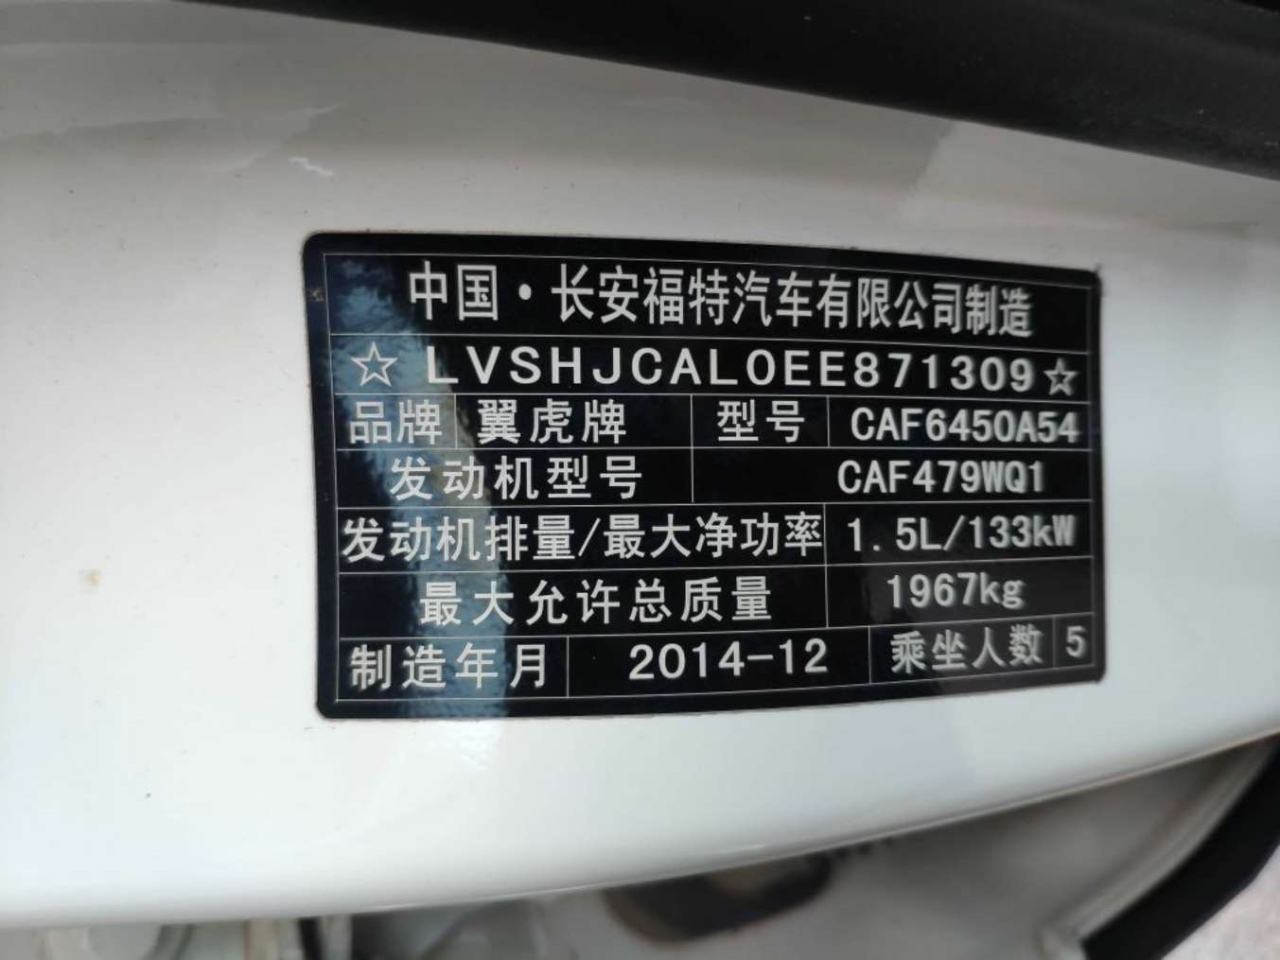 中国·长安福特汽车有限公司制造
☆LVSHJCAL0EE871309☆
品牌 翼虎牌 型号 CAF6450A54
发动机型号 CAF479WQ1
发动机排量/最大净功率 1.5L/133kW
最大允许总质量 1967kg
制造年月 2014-12 乘坐人数 5